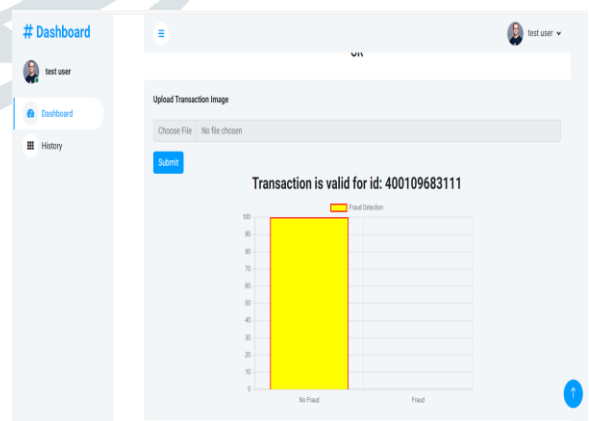 # Dashboard
test user
test user
Dashboard
History
Upload Transaction Image
Choose File No file chosen
Submit
Transaction is valid for id: 400109683111
Fraud Detection
100
90
80
70
60
50
40
30
20
10
0
No Fraud
Fraud